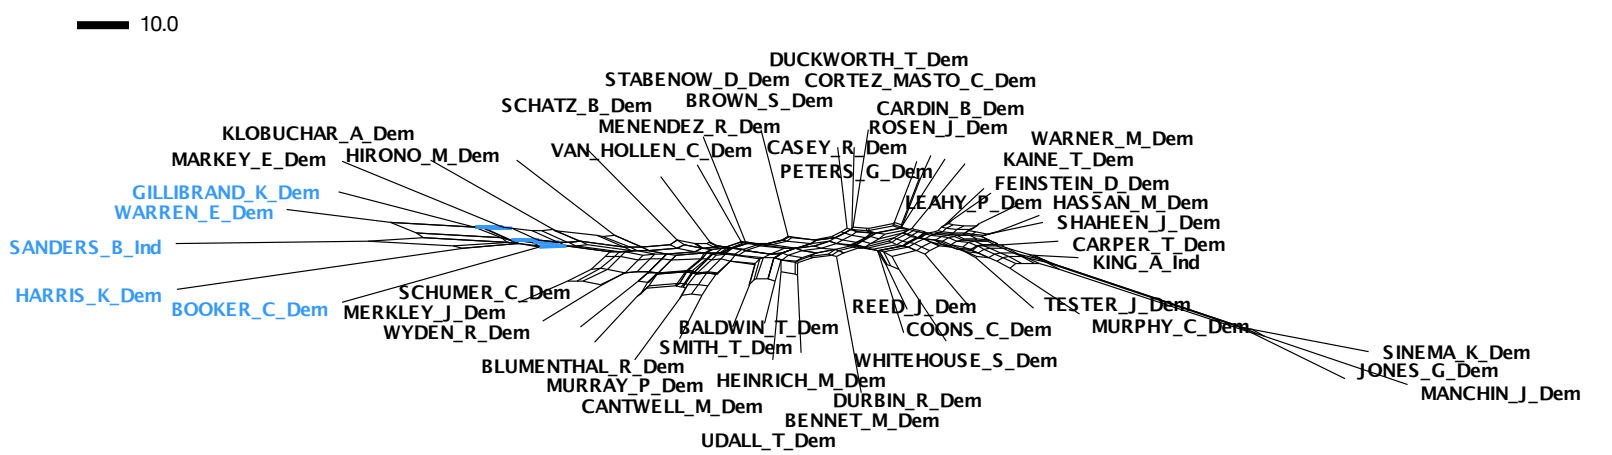 10.0
DUCKWORTH_T_Dem
STABENOW_D_Dem
CORTEZ_MASTO_C_Dem
SCHATZ_B_Dem
BROWN_S_Dem
CARDIN_B_Dem
KLOBUCHAR_A_Dem
MENENDEZ_R_Dem
ROSEN_J_Dem
WARNER_M_Dem
MARKEY_E_Dem
HIRONO_M_Dem
VAN_HOLLEN_C_Dem
CASEY_R_Dem
KAINE_T_Dem
PETERS_G_Dem
FEINSTEIN_D_Dem
GILLIBRAND_K_Dem
LEAHY_P_Dem
HASSAN_M_Dem
WARREN_E_Dem
SHAHEEN_J_Dem
SANDERS_B_Ind
CARPER_T_Dem
KING_A_Ind
HARRIS_K_Dem
SCHUMER_C_Dem
BOOKER_C_Dem
MERKLEY_J_Dem
REED_J_Dem
TESTER_J_Dem
WYDEN_R_Dem
BALDWIN_T_Dem
COONS_C_Dem
MURPHY_C_Dem
SMITH_T_Dem
SINEMA_K_Dem
BLUMENTHAL_R_Dem
WHITEHOUSE_S_Dem
JONES_G_Dem
MURRAY_P_Dem
HEINRICH_M_Dem
MANCHIN_J_Dem
CANTWELL_M_Dem
DURBIN_R_Dem
BENNET_M_Dem
UDALL_T_Dem